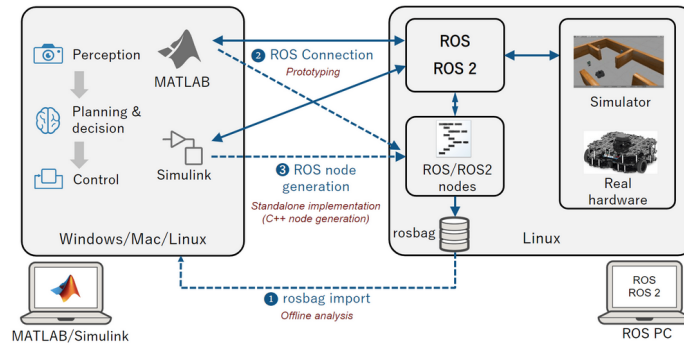 Perception
Planning &
decision
Control
MATLAB
Simulink
Windows/Mac/Linux
MATLAB/Simulink
2 ROS Connection
Prototyping
3 ROS node
generation
Standalone implementation
(C++ node generation)
1 rosbag import
Offline analysis
ROS
ROS 2
ROS/ROS2
nodes
rosbag
Linux
Simulator
Real
hardware
ROS
ROS 2
ROS PC